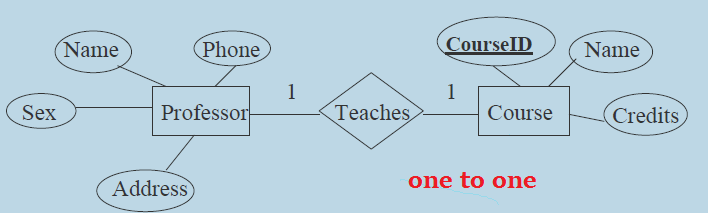 Name
Phone
CourseID
Name
Sex
Professor
1
Teaches
1
Course
Credits
Address
one to one